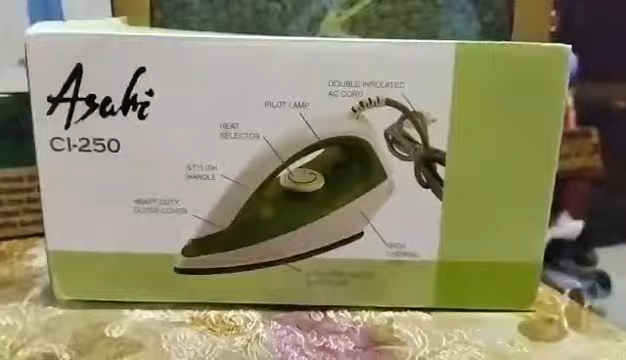 Asahi
CI-250
DOUBLE INSULATED
AC CORD
PILOT LAMP
HEAT
SELECTOR
STYLISH
HANDLE
HEAVY DUTY
OUTER COVER